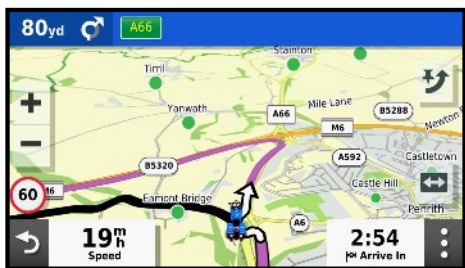 80yd A66
Stainton
Tirril
Yanwath
A66
Mile Lane
B5288
M6
Newton
B5320
A592
Castletown
60
Castle Hill
Eamont Bridge
Penrith
A6
19 m/h
Speed
2:54
Arrive In